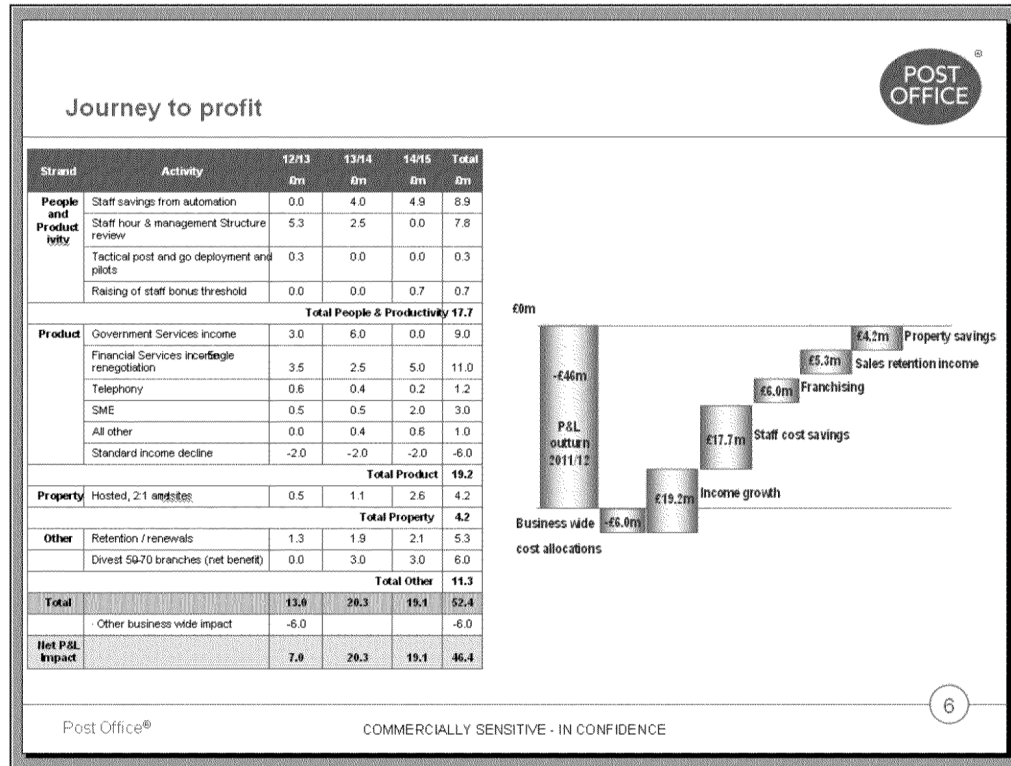 POST
OFFICE
®
Journey to profit
Strand Activity 12/13 £m 13/14 £m 14/15 £m Total £m
People and Productivity Staff savings from automation 0.0 4.0 4.9 8.9
Staff hour & management Structure review 5.3 2.5 0.0 7.8
Tactical post and go deployment and pilots 0.3 0.0 0.0 0.3
Raising of staff bonus threshold 0.0 0.0 0.7 0.7
Total People & Productivity 17.7
Product Government Services income 3.0 6.0 0.0 9.0
Financial Services renegotiation 3.5 2.5 5.0 11.0
Telephony 0.6 0.4 0.2 1.2
SME 0.5 0.5 2.0 3.0
All other 0.0 0.4 0.6 1.0
Standard income decline -2.0 -2.0 -2.0 -6.0
Total Product 19.2
Property Hosted, 2:1 0.5 1.1 2.6 4.2
Total Property 4.2
Other Retention / renewals 1.3 1.9 2.1 5.3
Divest 50-70 branches (net benefit) 0.0 3.0 3.0 6.0
Total Other 11.3
Total 13.0 20.3 19.1 52.4
- Other business wide impact -6.0 -6.0
Net P&L Impact 7.0 20.3 19.1 46.4
£0m
-£46m
P&L
outturn
2011/12
Business wide
cost allocations
-£6.0m
£19.2m Income growth
£17.7m Staff cost savings
£6.0m Franchising
£5.3m Sales retention income
£4.2m Property savings
Post Office®
COMMERCIALLY SENSITIVE - IN CONFIDENCE
6